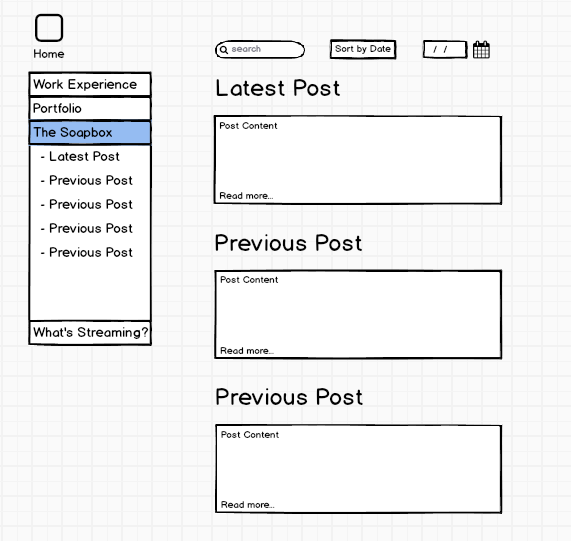 Home
Work Experience
Portfolio
The Soapbox
- Latest Post
- Previous Post
- Previous Post
- Previous Post
- Previous Post
What's Streaming?
search
Sort by Date
/ /
Latest Post
Post Content
Read more...
Previous Post
Post Content
Read more...
Previous Post
Post Content
Read more...